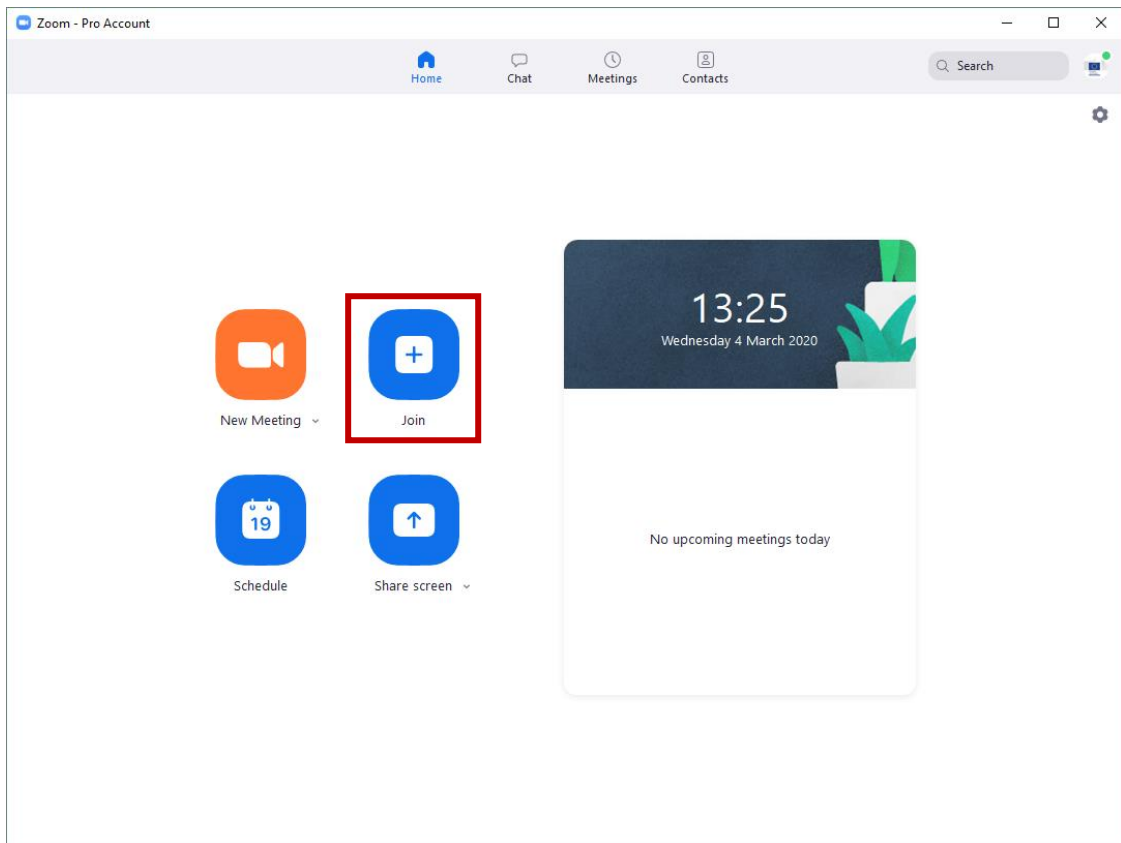 Zoom - Pro Account
Home
Chat
Meetings
Contacts
Search
13:25
Wednesday 4 March 2020
New Meeting
Join
19
Schedule
Share screen
No upcoming meetings today